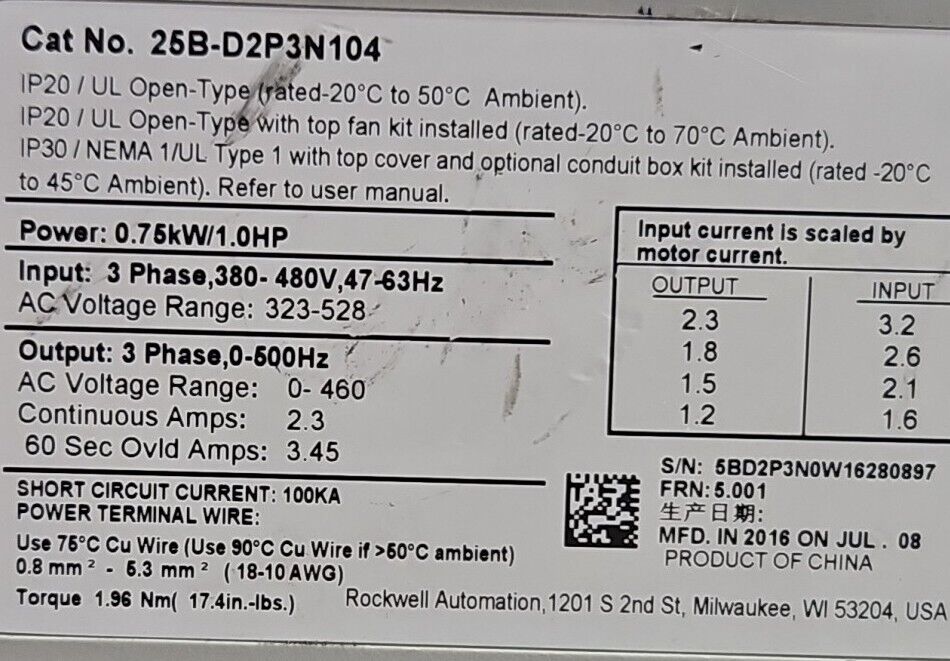 Cat No. 25B-D2P3N104
IP20 / UL Open-Type (rated-20°C to 50°C Ambient).
IP20 / UL Open-Type with top fan kit installed (rated-20°C to 70°C Ambient).
IP30 / NEMA 1/UL Type 1 with top cover and optional conduit box kit installed (rated -20°C
to 45°C Ambient). Refer to user manual.
Power: 0.75kW/1.0HP
Input: 3 Phase,380- 480V,47-63Hz
AC Voltage Range: 323-528
Output: 3 Phase,0-500Hz
AC Voltage Range: 0- 460
Continuous Amps: 2.3
60 Sec Ovld Amps: 3.45
Input current is scaled by
motor current.
OUTPUT INPUT
2.3 3.2
1.8 2.6
1.5 2.1
1.2 1.6
SHORT CIRCUIT CURRENT: 100KA
POWER TERMINAL WIRE:
Use 75°C Cu Wire (Use 90°C Cu Wire if >50°C ambient)
0.8 mm² - 5.3 mm² (18-10 AWG)
Torque 1.96 Nm( 17.4in.-lbs.)
S/N: 5BD2P3N0W16280897
FRN: 5.001
生产日期:
MFD. IN 2016 ON JUL . 08
PRODUCT OF CHINA
Rockwell Automation,1201 S 2nd St, Milwaukee, WI 53204, USA